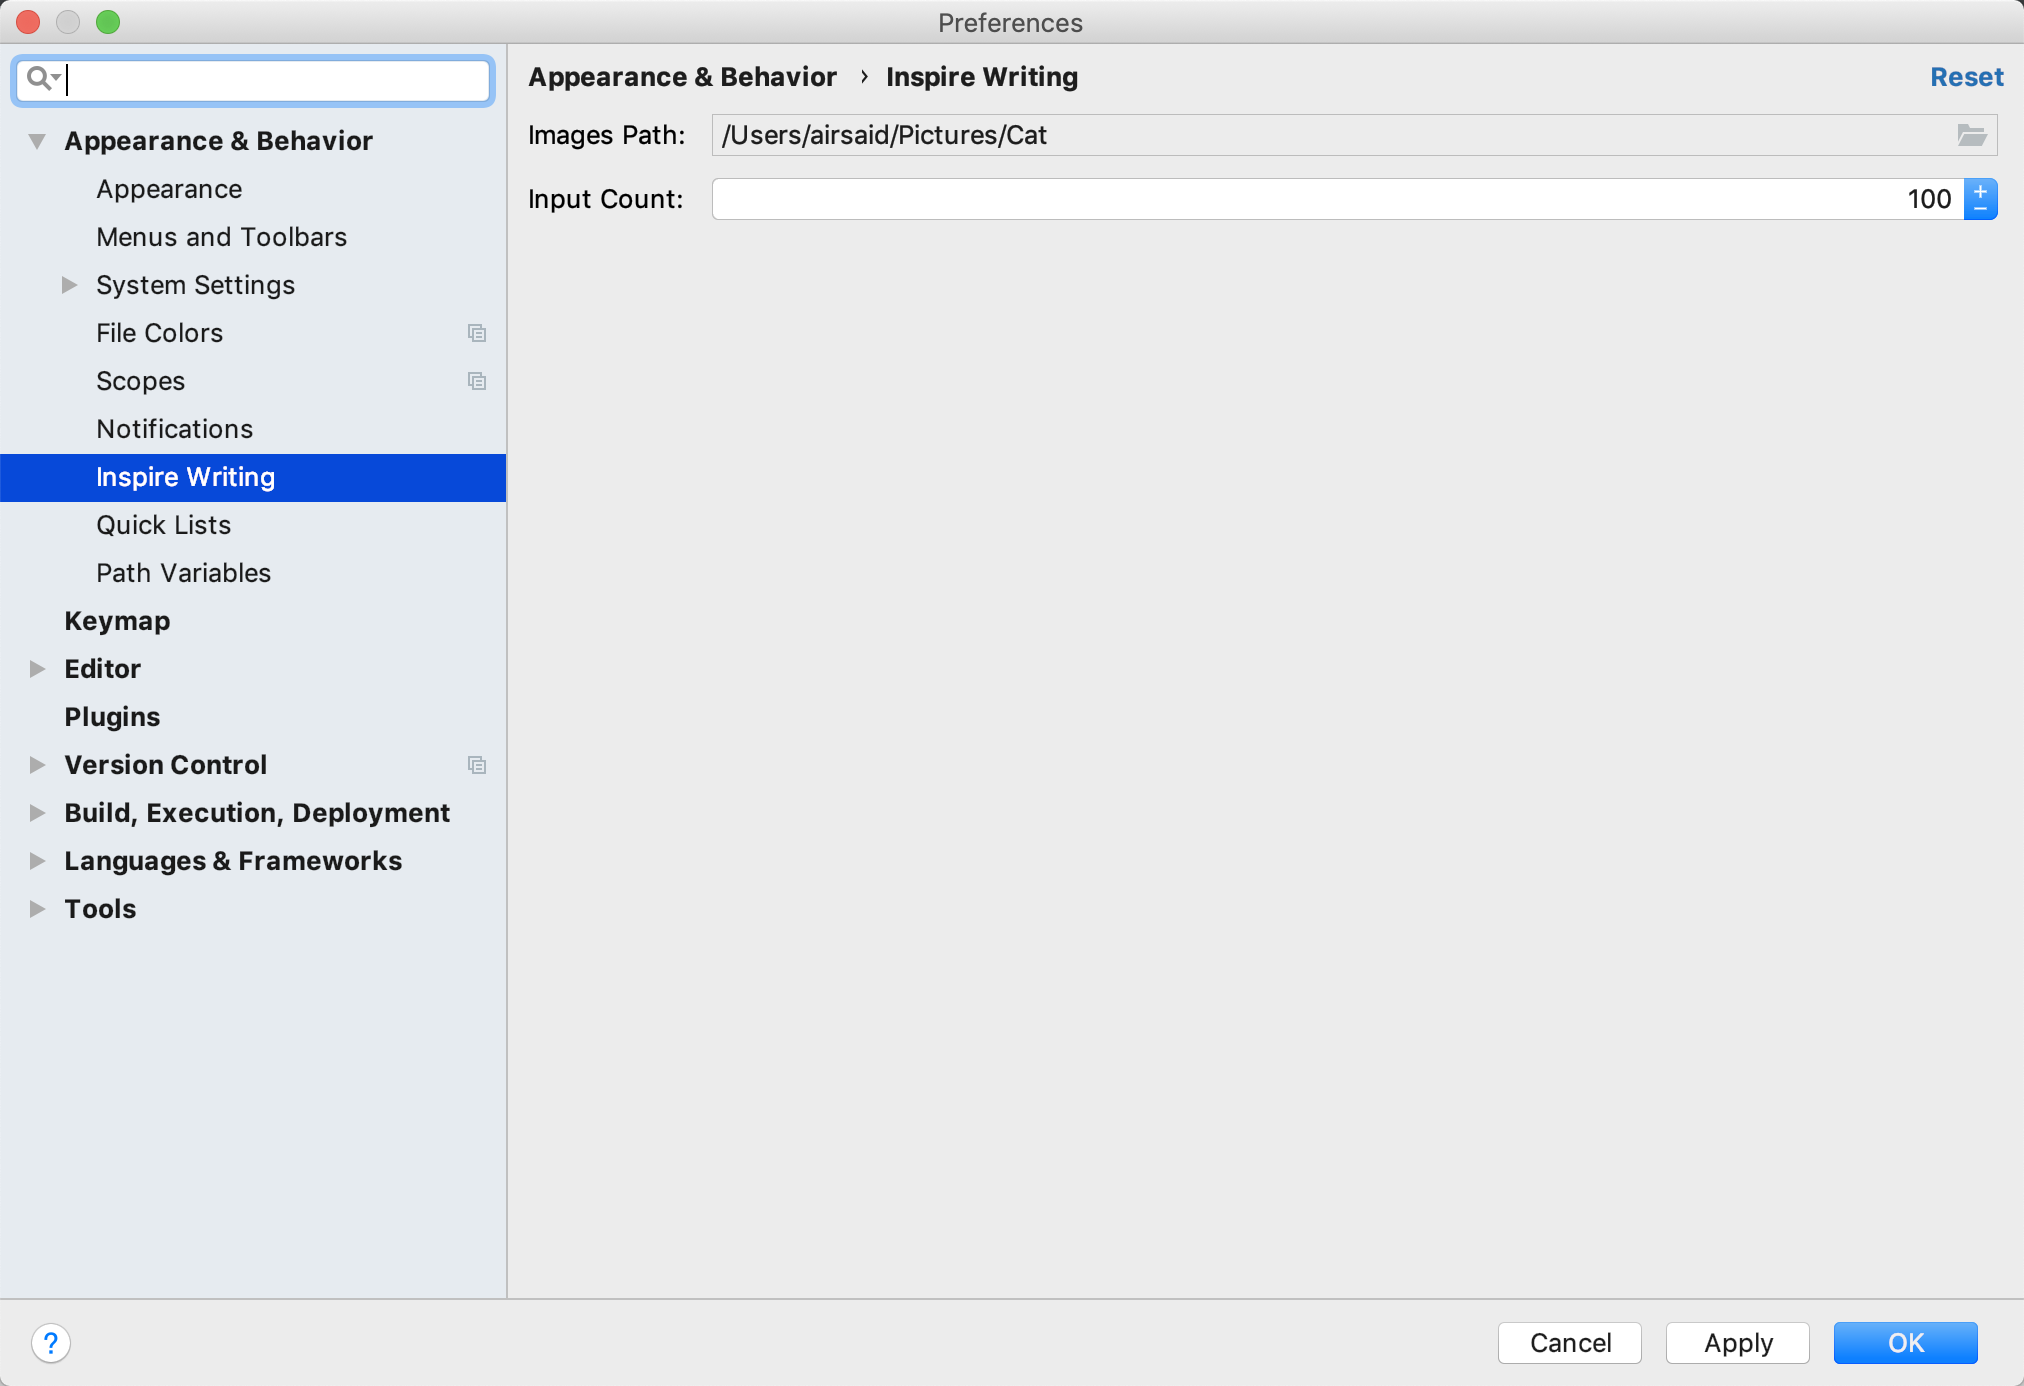 Preferences
Appearance & Behavior
Appearance
Menus and Toolbars
System Settings
File Colors
Scopes
Notifications
Inspire Writing
Quick Lists
Path Variables
Keymap
Editor
Plugins
Version Control
Build, Execution, Deployment
Languages & Frameworks
Tools
Appearance & Behavior › Inspire Writing
Reset
Images Path: /Users/airsaid/Pictures/Cat
Input Count: 100
?
Cancel
Apply
OK